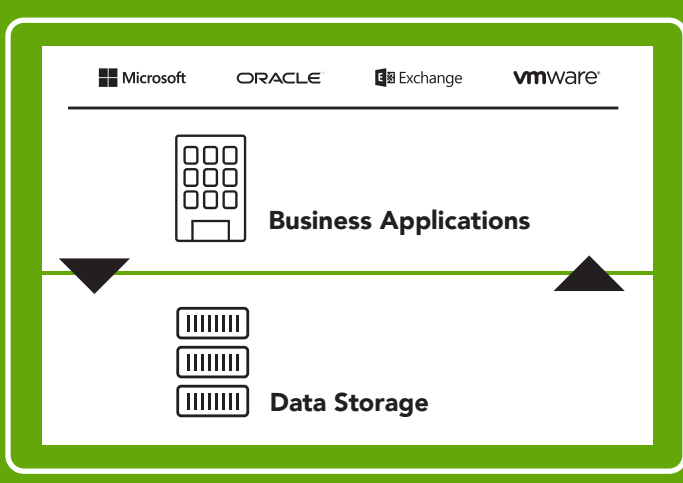 Microsoft ORACLE E Exchange vmware®
Business Applications
Data Storage